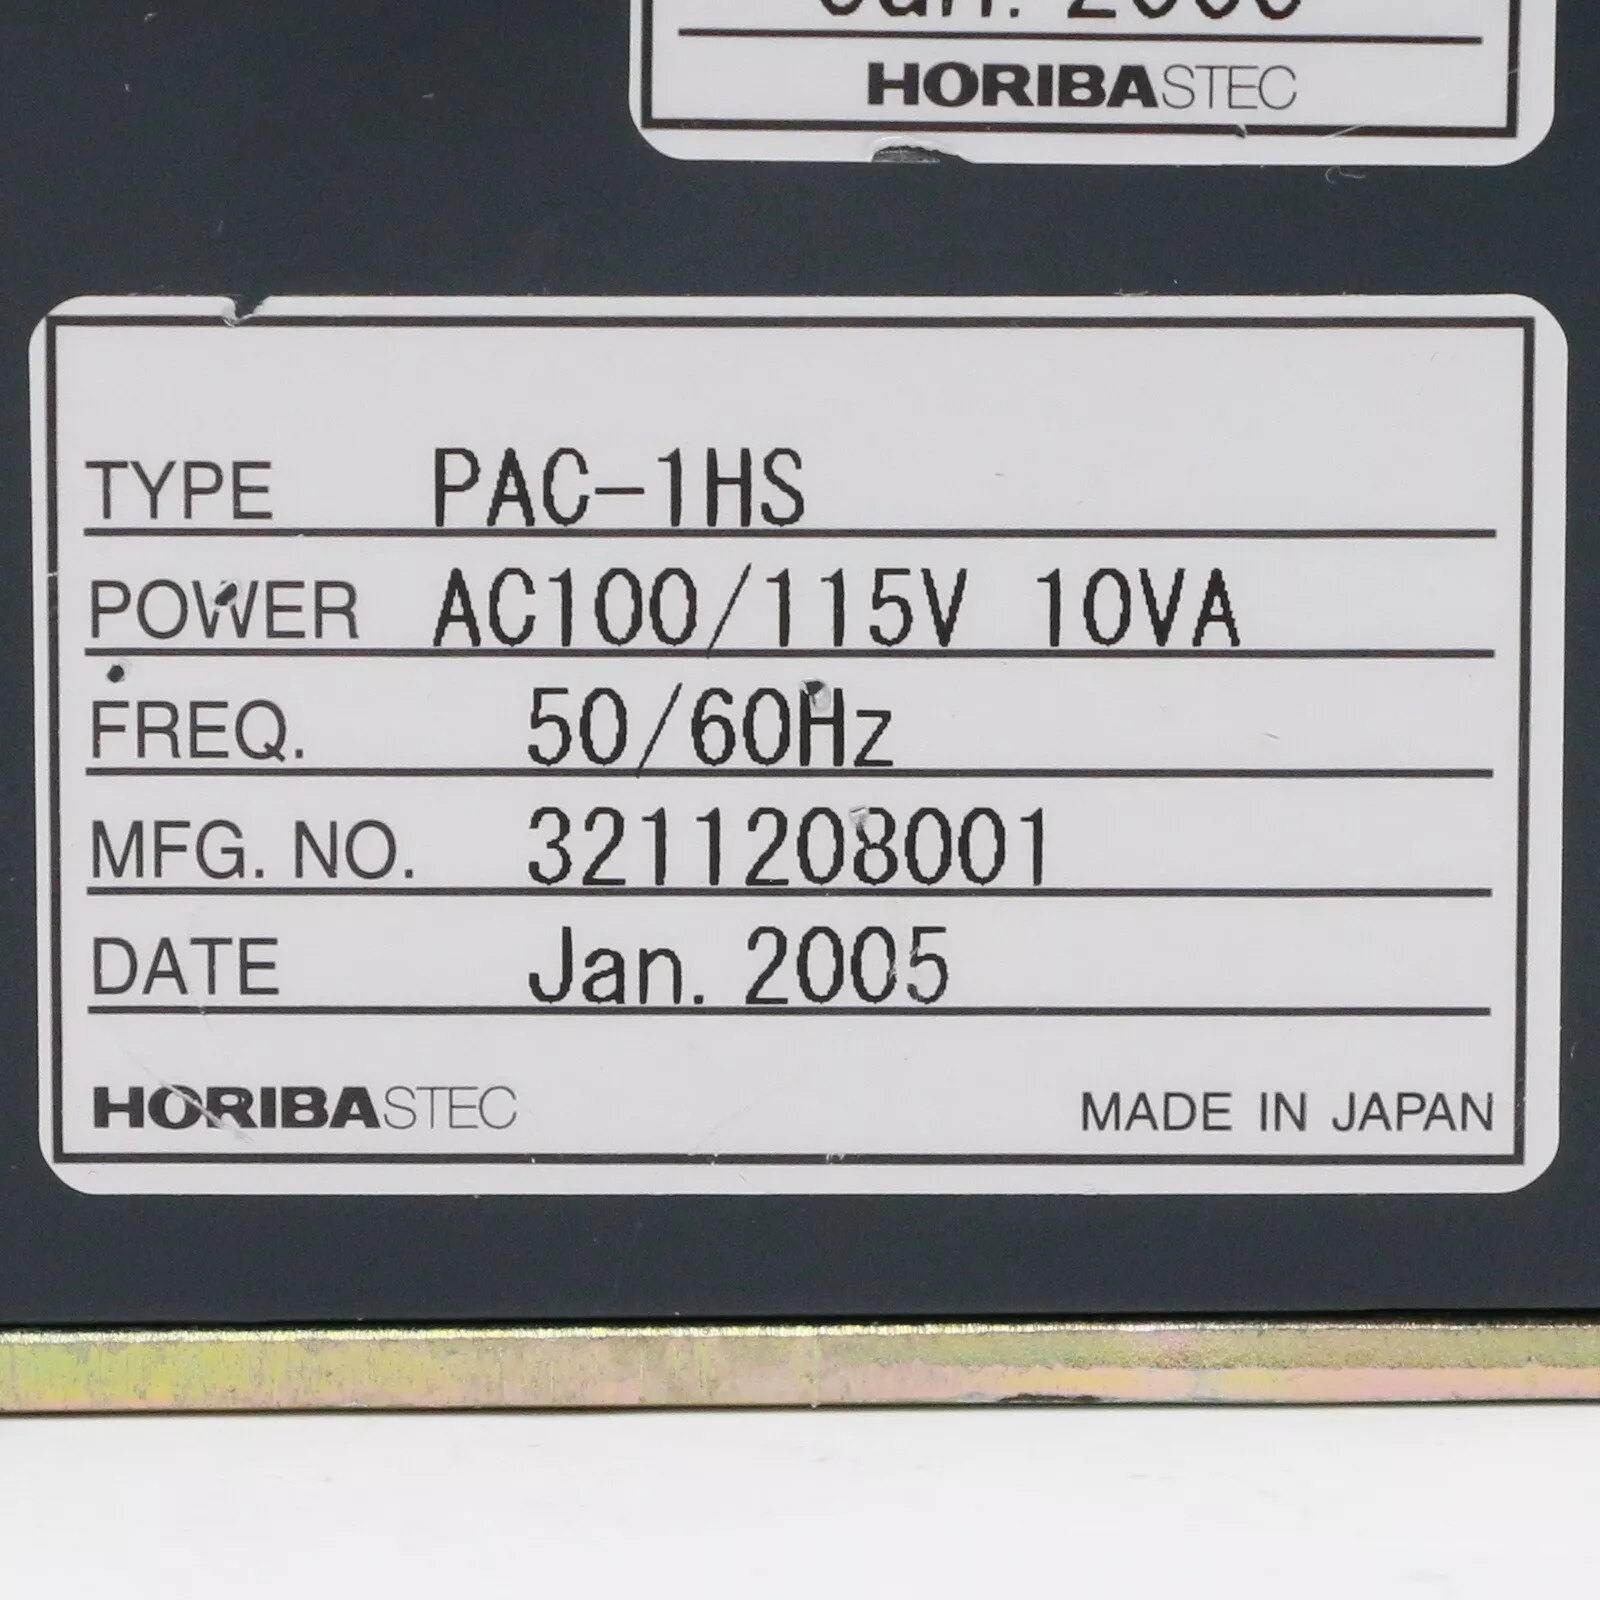 HORIBASTEC
TYPE PAC-1HS
POWER AC100/115V 10VA
FREQ. 50/60Hz
MFG. NO. 3211208001
DATE Jan. 2005
HORIBASTEC MADE IN JAPAN